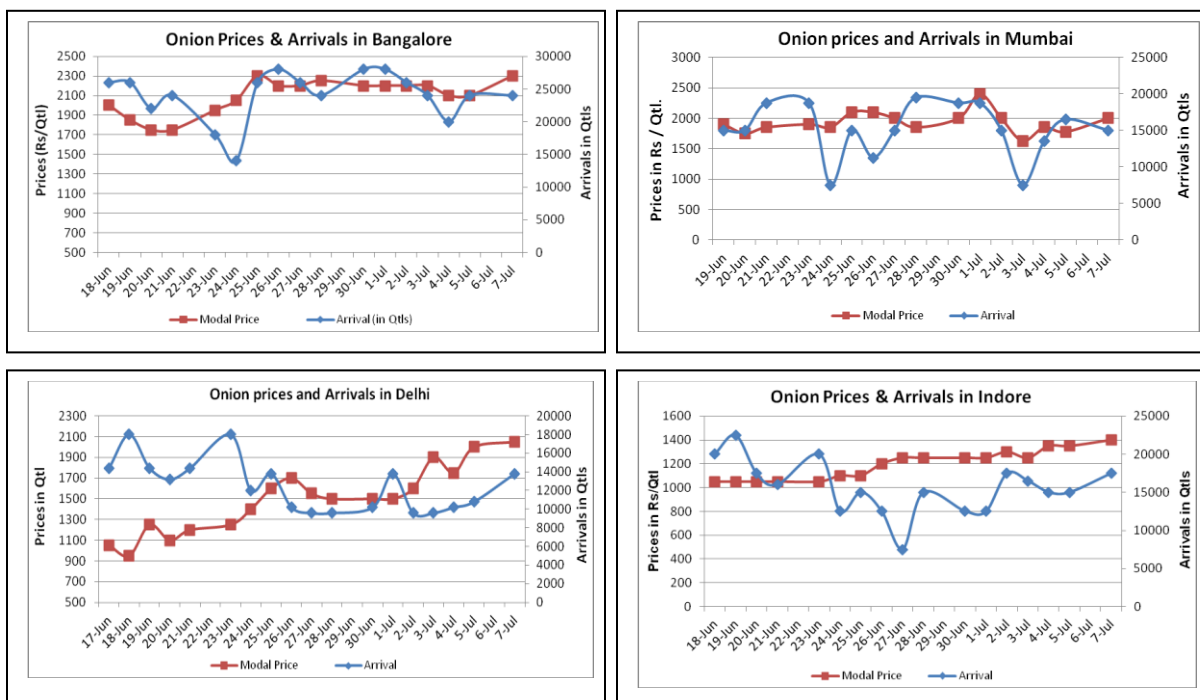 Onion Prices & Arrivals in Bangalore
Prices (Rs/Qtl)
2500
2300
2100
1900
1700
1500
1300
1100
900
700
500
30000
25000
20000
15000
10000
5000
0
Arrivals in Qtls
18-Jun
19-Jun
20-Jun
21-Jun
22-Jun
23-Jun
24-Jun
25-Jun
26-Jun
27-Jun
28-Jun
29-Jun
30-Jun
1-Jul
2-Jul
3-Jul
4-Jul
5-Jul
6-Jul
7-Jul
Modal Price
Arrival (in Qtls)
Onion prices and Arrivals in Mumbai
Prices in Rs / Qtl.
3000
2500
2000
1500
1000
500
0
25000
20000
15000
10000
5000
0
Arrivals in Qtls
19-Jun
20-Jun
21-Jun
22-Jun
23-Jun
24-Jun
25-Jun
26-Jun
27-Jun
28-Jun
29-Jun
30-Jun
1-Jul
2-Jul
3-Jul
4-Jul
5-Jul
6-Jul
7-Jul
Modal Price
Arrival
Onion prices and Arrivals in Delhi
Prices in Qtl
2300
2100
1900
1700
1500
1300
1100
900
700
500
20000
18000
16000
14000
12000
10000
8000
6000
4000
2000
0
Arrivals in Qtls
17-Jun
18-Jun
19-Jun
20-Jun
21-Jun
22-Jun
23-Jun
24-Jun
25-Jun
26-Jun
27-Jun
28-Jun
29-Jun
30-Jun
1-Jul
2-Jul
3-Jul
4-Jul
5-Jul
6-Jul
7-Jul
Modal Price
Arrival
Onion Prices & Arrivals in Indore
Prices in Rs/Qtl
1600
1400
1200
1000
800
600
400
200
0
25000
20000
15000
10000
5000
0
Arrivals in Qtls
18-Jun
19-Jun
20-Jun
21-Jun
22-Jun
23-Jun
24-Jun
25-Jun
26-Jun
27-Jun
28-Jun
29-Jun
30-Jun
1-Jul
2-Jul
3-Jul
4-Jul
5-Jul
6-Jul
7-Jul
Modal Price
Arrival